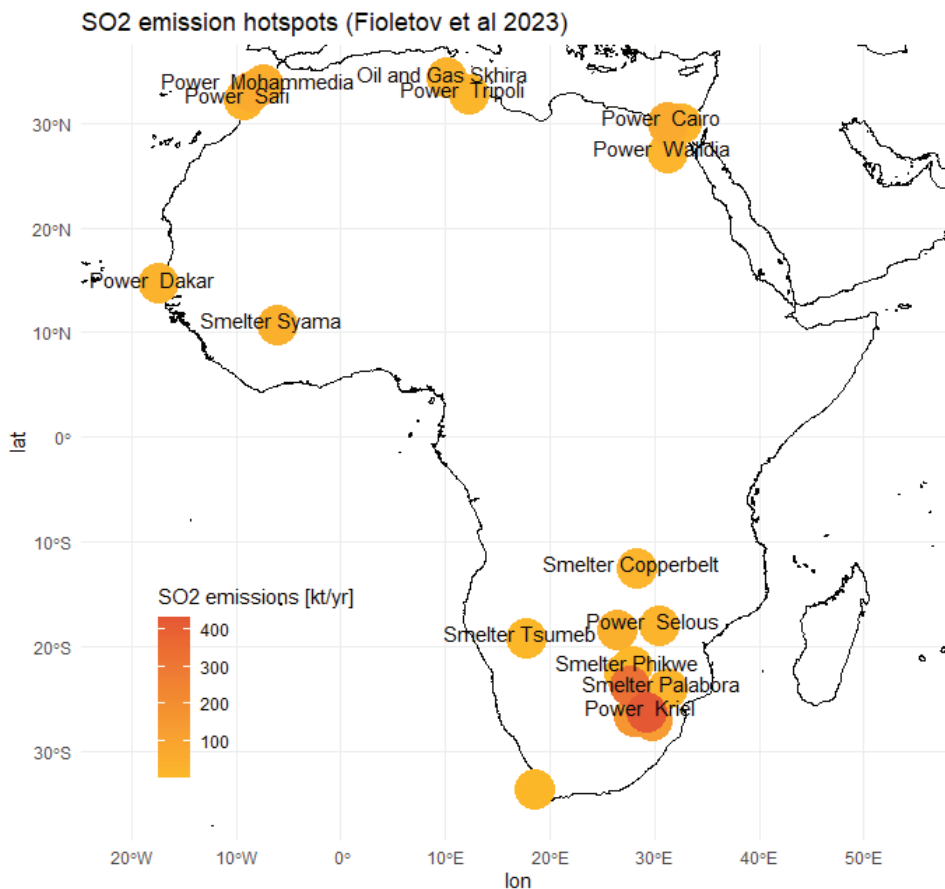 SO2 emission hotspots (Fioletov et al 2023)
Power Mohammedia
Power Safi
Oil and Gas Skhira
Power Tripoli
Power Cairo
Power Walidia
Power Dakar
Smelter Syama
Smelter Copperbelt
Power Selous
Smelter Tsumeb
Smelter Phikwe
Smelter Palabora
Power Kriel
SO2 emissions [kt/yr]
400
300
200
100
30°N
20°N
10°N
0°
10°S
20°S
30°S
lat
20°W
10°W
0°
10°E
20°E
30°E
40°E
50°E
lon